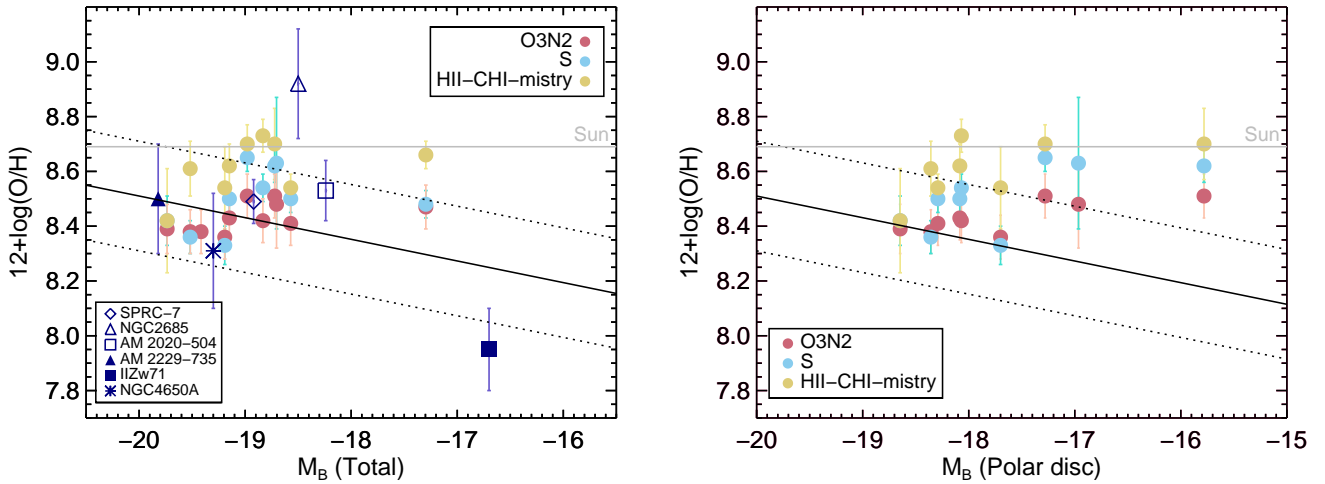 O3N2
S
HII−CHI−mistry
Sun
9.0
8.8
8.6
8.4
8.2
8.0
7.8
12+log(O/H)
SPRC−7
NGC2685
AM 2020−504
AM 2229−735
IIZw71
NGC4650A
−20
−19
−18
−17
−16
M_B (Total)
Sun
9.0
8.8
8.6
8.4
8.2
8.0
7.8
12+log(O/H)
O3N2
S
HII−CHI−mistry
−20
−19
−18
−17
−16
−15
M_B (Polar disc)